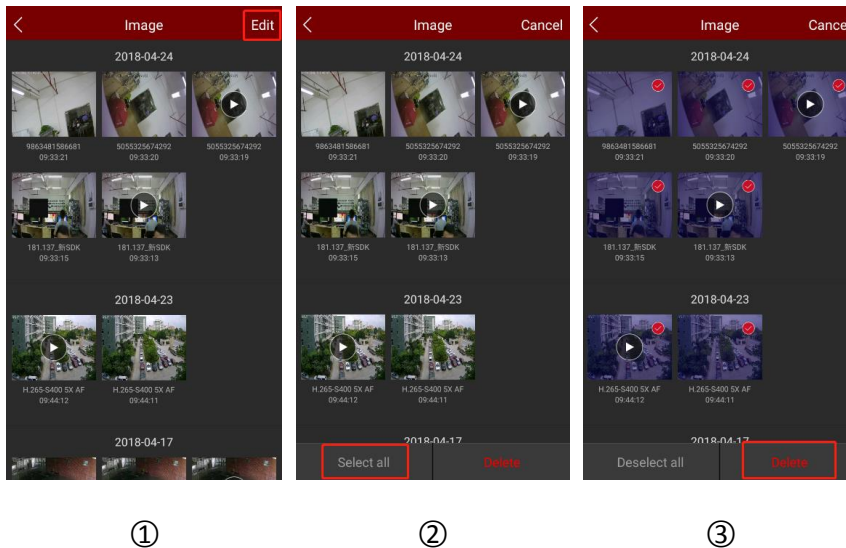 Image Edit
2018-04-24
9863481586681 5055325674292 5055325674292
09:33:21 09:33:20 09:33:19
181.137_新SDK 181.137_新SDK
09:33:15 09:33:13
2018-04-23
H.265-S400 5X AF H.265-S400 5X AF
09:44:12 09:44:11
2018-04-17
①
Image Cancel
2018-04-24
9863481586681 5055325674292 5055325674292
09:33:21 09:33:20 09:33:19
181.137_新SDK 181.137_新SDK
09:33:15 09:33:13
2018-04-23
H.265-S400 5X AF H.265-S400 5X AF
09:44:12 09:44:11
2018-04-17
Select all Delete
②
Image Cance
2018-04-24
9863481586681 5055325674292 5055325674292
09:33:21 09:33:20 09:33:19
181.137_新SDK 181.137_新SDK
09:33:15 09:33:13
2018-04-23
H.265-S400 5X AF H.265-S400 5X AF
09:44:12 09:44:11
2018-04-17
Deselect all Delete
③